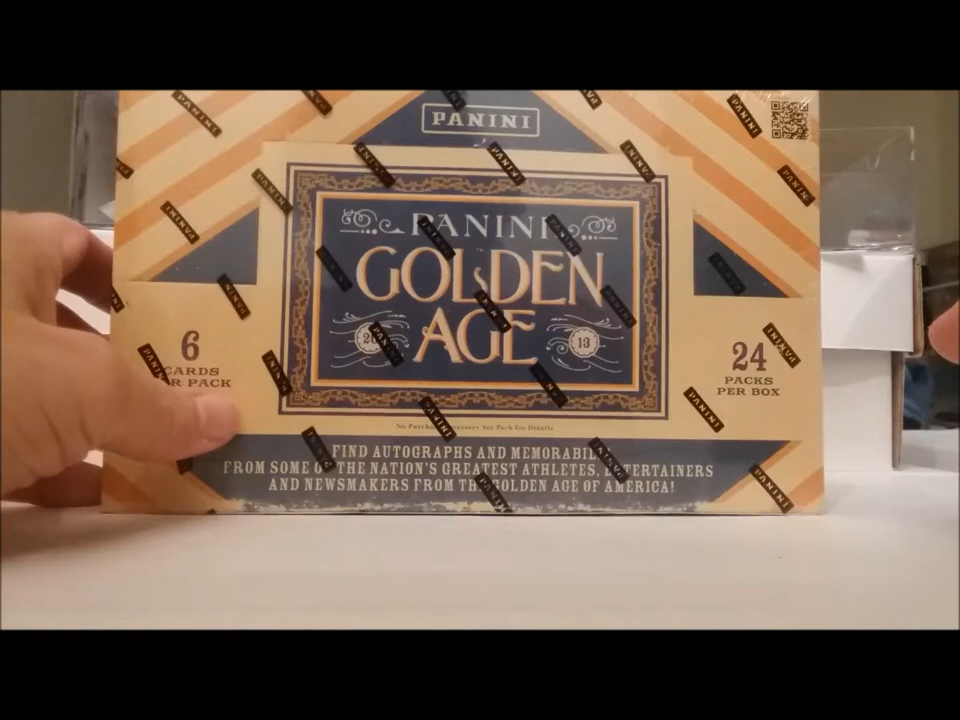 PANINI
PANINI
GOLDEN
AGE
20 13
6
CARDS
PER PACK
24
PACKS
PER BOX
No Purchase Necessary See Pack for Details
FIND AUTOGRAPHS AND MEMORABILIA
FROM SOME OF THE NATION'S GREATEST ATHLETES, ENTERTAINERS
AND NEWSMAKERS FROM THE GOLDEN AGE OF AMERICA!